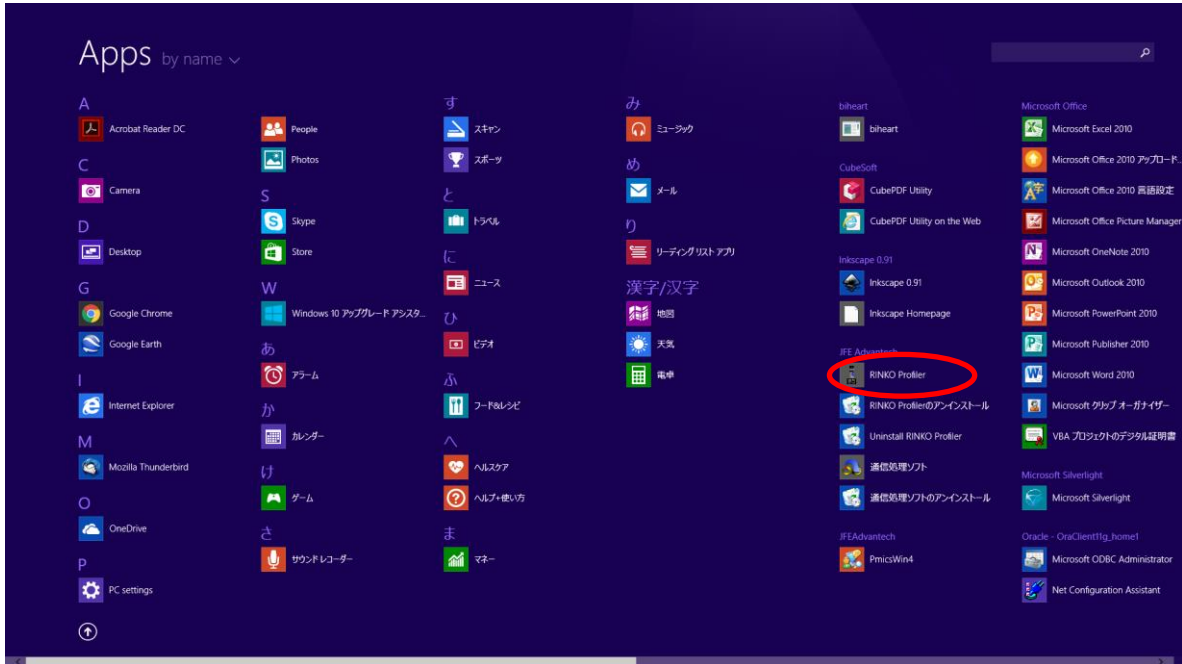 Apps by name
A
Acrobat Reader DC
C
Camera
D
Desktop
G
Google Chrome
Google Earth
I
Internet Explorer
M
Mozilla Thunderbird
O
OneDrive
P
PC settings
People
Photos
S
Skype
Store
W
Windows 10 アップグレード アシスタ...
あ
アラーム
か
カレンダー
け
ゲーム
さ
サウンド レコーダー
す
スキャン
スポーツ
と
トラベル
に
ニュース
ひ
ビデオ
ふ
フード&レシピ
へ
ヘルスケア
ヘルプ+使い方
ま
マネー
み
ミュージック
め
メール
り
リーディング リスト アプリ
漢字/汉字
地図
天気
電卓
biheart
biheart
CubeSoft
CubePDF Utility
CubePDF Utility on the Web
Inkscape 0.91
Inkscape 0.91
Inkscape Homepage
JFE Advantech
RINKO Profiler
RINKO Profilerのアンインストール
Uninstall RINKO Profiler
通信処理ソフト
通信処理ソフトのアンインストール
JFEAdvantech
PmicsWin4
Microsoft Office
Microsoft Excel 2010
Microsoft Office 2010 アップロード...
Microsoft Office 2010 言語設定
Microsoft Office Picture Manager
Microsoft OneNote 2010
Microsoft Outlook 2010
Microsoft PowerPoint 2010
Microsoft Publisher 2010
Microsoft Word 2010
Microsoft クリップ オーガナイザー
VBA プロジェクトのデジタル証明書
Microsoft Silverlight
Microsoft Silverlight
Oracle - OraClient11g_home1
Microsoft ODBC Administrator
Net Configuration Assistant